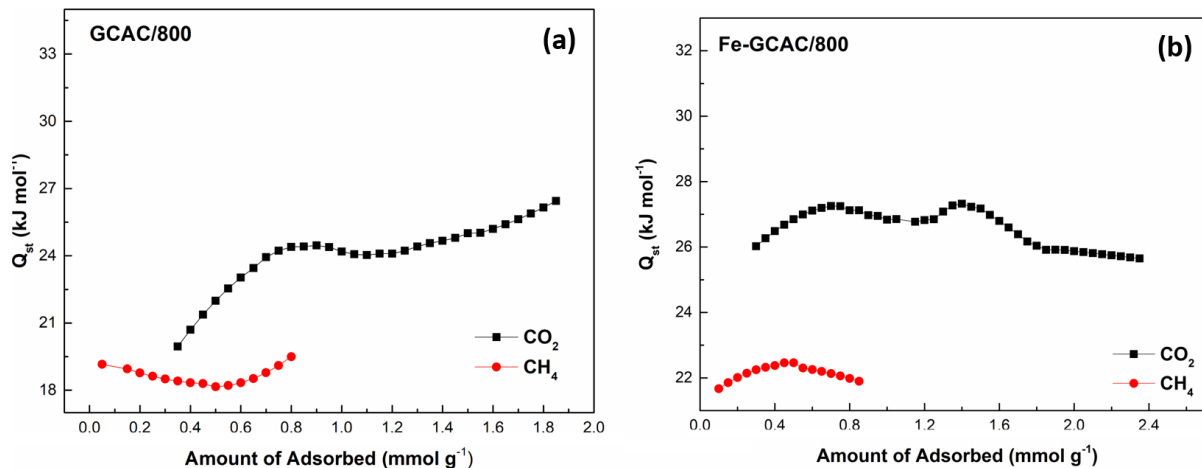 GCAC/800
(a)
33
30
27
24
21
18
Qst (kJ mol⁻¹)
CO₂
CH₄
0.0 0.2 0.4 0.6 0.8 1.0 1.2 1.4 1.6 1.8 2.0
Amount of Adsorbed (mmol g⁻¹)
Fe-GCAC/800
(b)
32
30
28
26
24
22
Qst (kJ mol⁻¹)
CO₂
CH₄
0.0 0.4 0.8 1.2 1.6 2.0 2.4
Amount of Adsorbed (mmol g⁻¹)